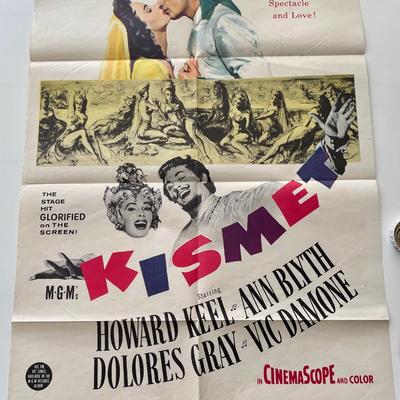 Spectacle
and Love!
THE
STAGE
HIT
GLORIFIED
ON THE
SCREEN!
M-G-M's
KISMET
Starring
HOWARD KEEL ANN BLYTH
DOLORES GRAY VIC DAMONE
IN CINEMASCOPE AND COLOR